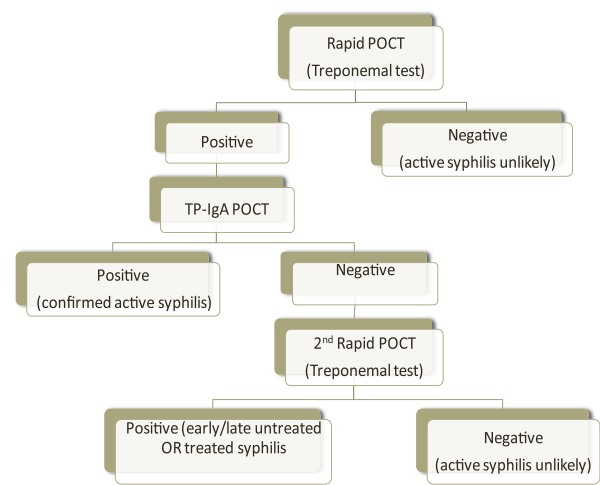 Rapid POCT
(Treponemal test)
Positive
Negative
(active syphilis unlikely)
TP-IgA POCT
Positive
(confirmed active syphilis)
Negative
2nd Rapid POCT
(Treponemal test)
Positive (early/late untreated
OR treated syphilis
Negative
(active syphilis unlikely)